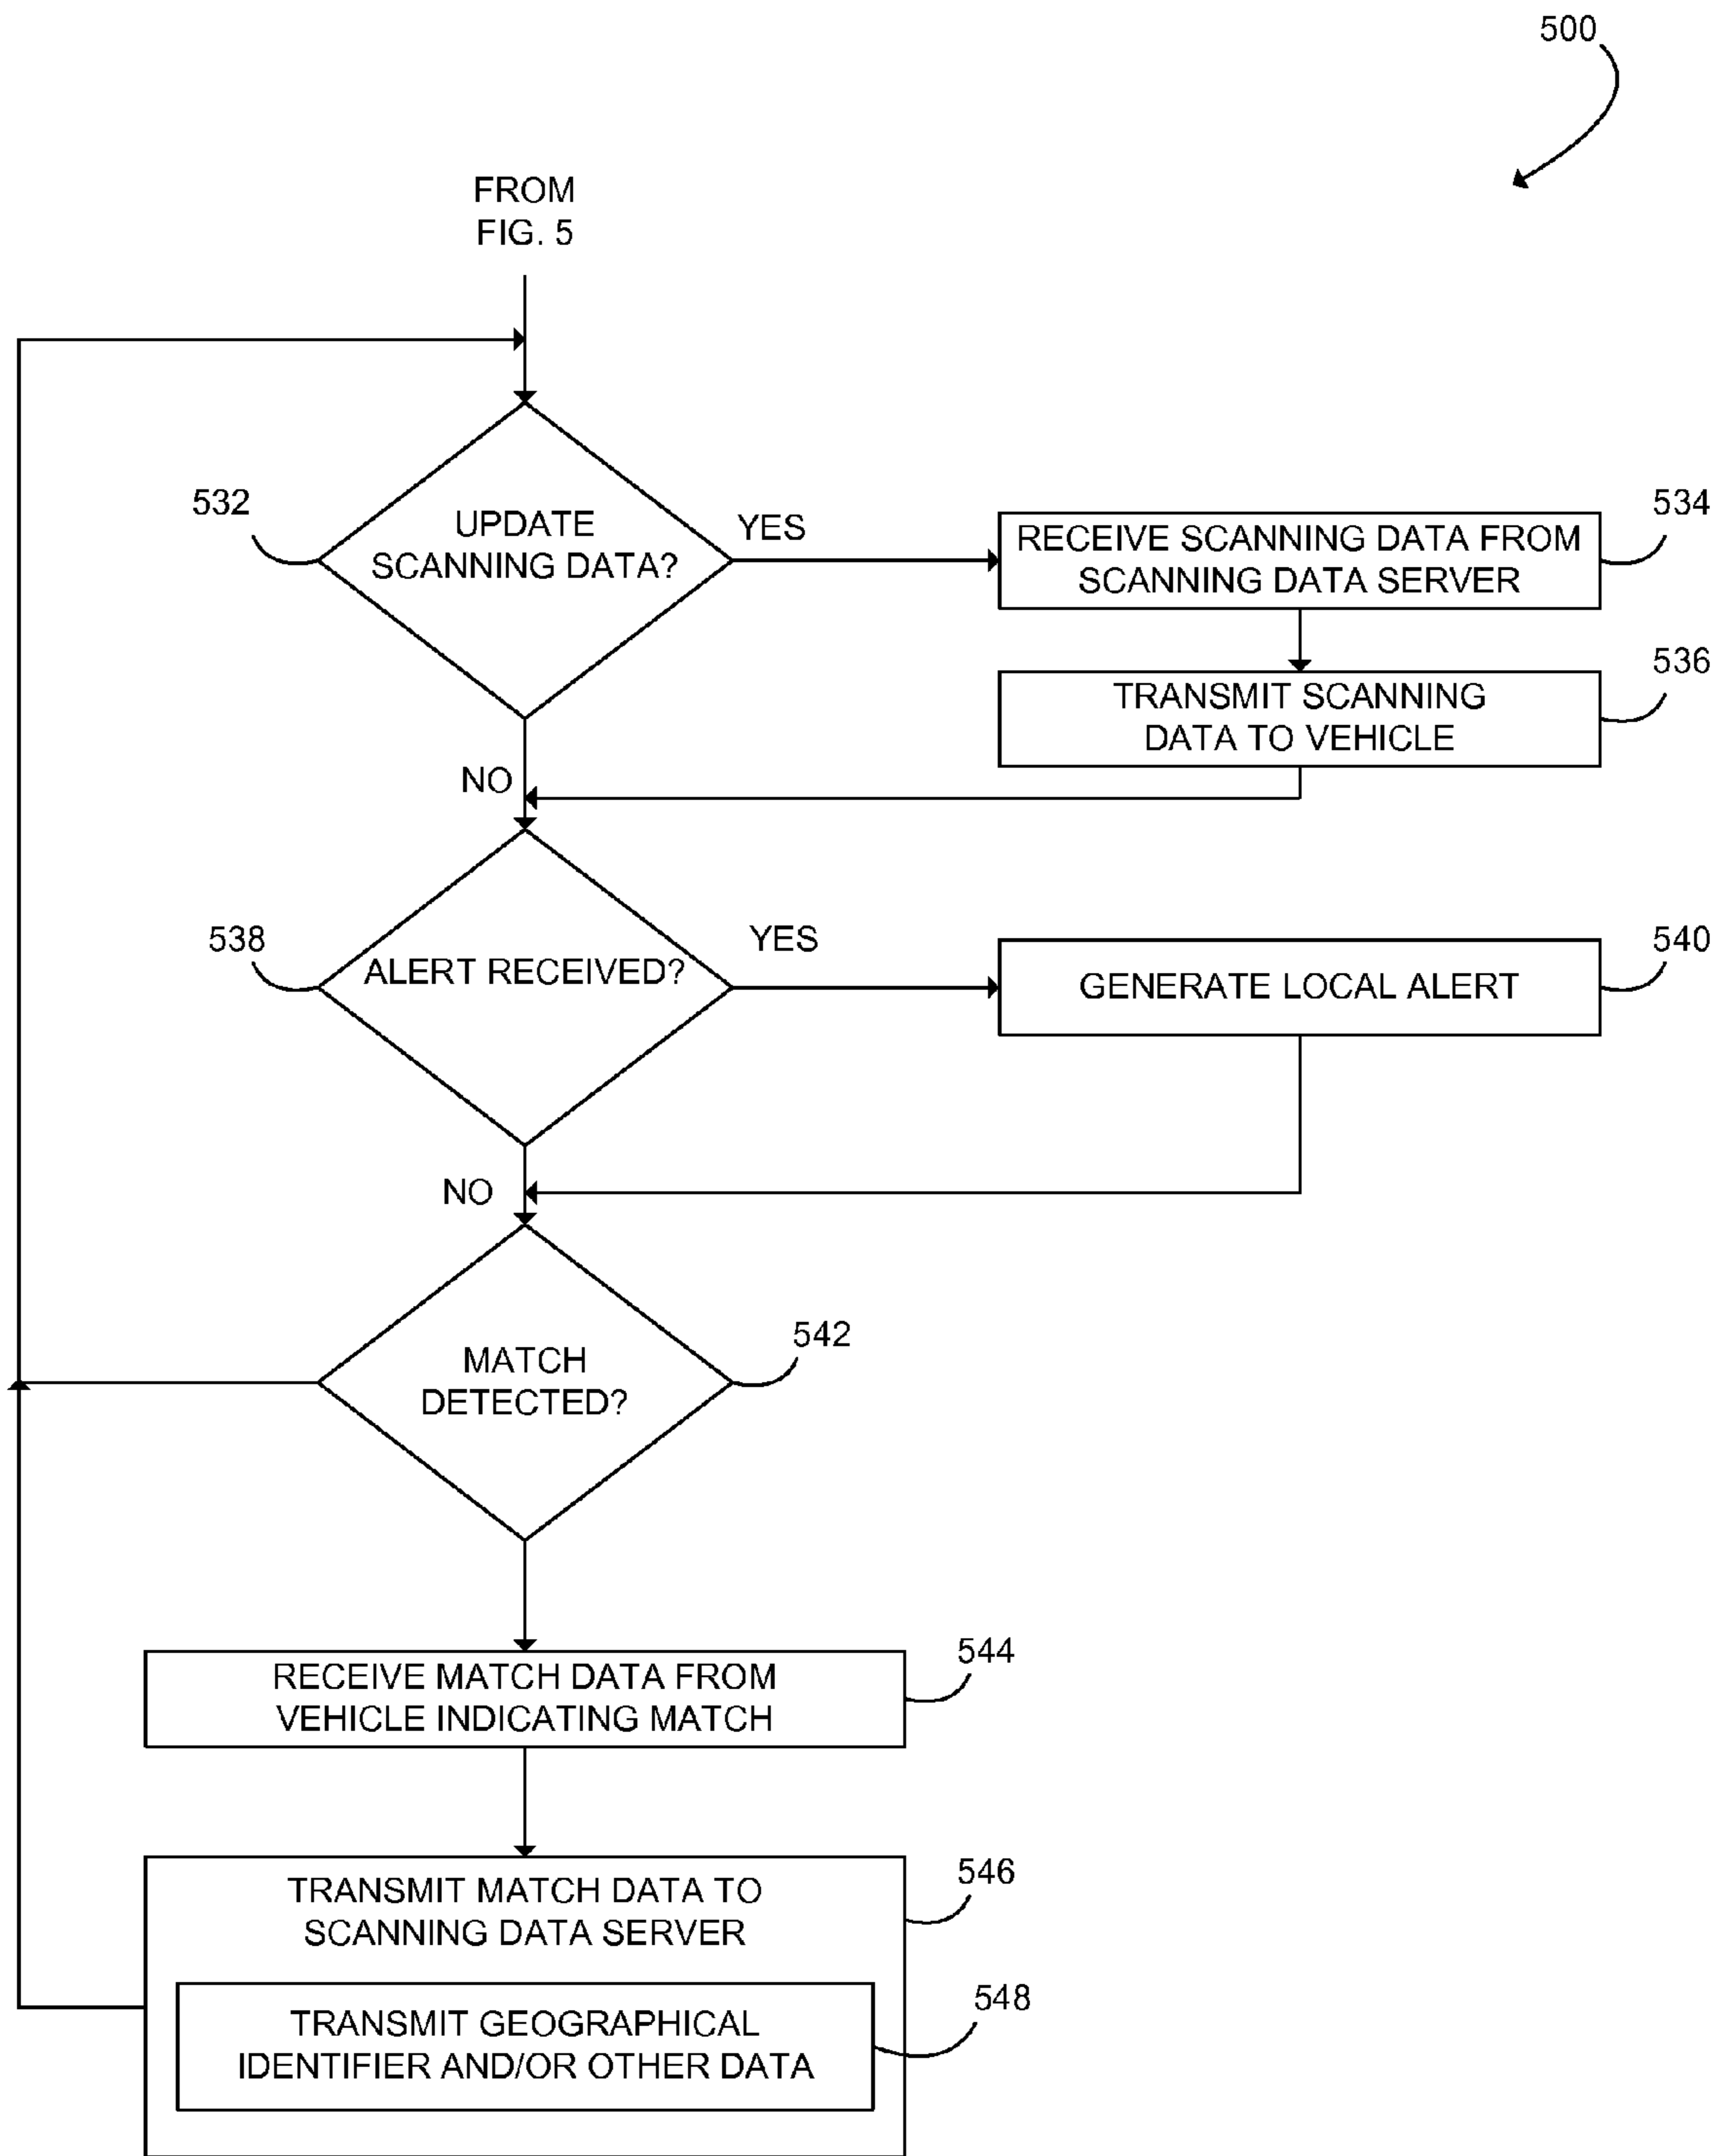 500
FROM
FIG. 5
532
UPDATE
SCANNING DATA?
YES
RECEIVE SCANNING DATA FROM
SCANNING DATA SERVER
534
TRANSMIT SCANNING
DATA TO VEHICLE
536
NO
538
ALERT RECEIVED?
YES
GENERATE LOCAL ALERT
540
NO
MATCH
DETECTED?
542
RECEIVE MATCH DATA FROM
VEHICLE INDICATING MATCH
544
TRANSMIT MATCH DATA TO
SCANNING DATA SERVER
546
TRANSMIT GEOGRAPHICAL
IDENTIFIER AND/OR OTHER DATA
548